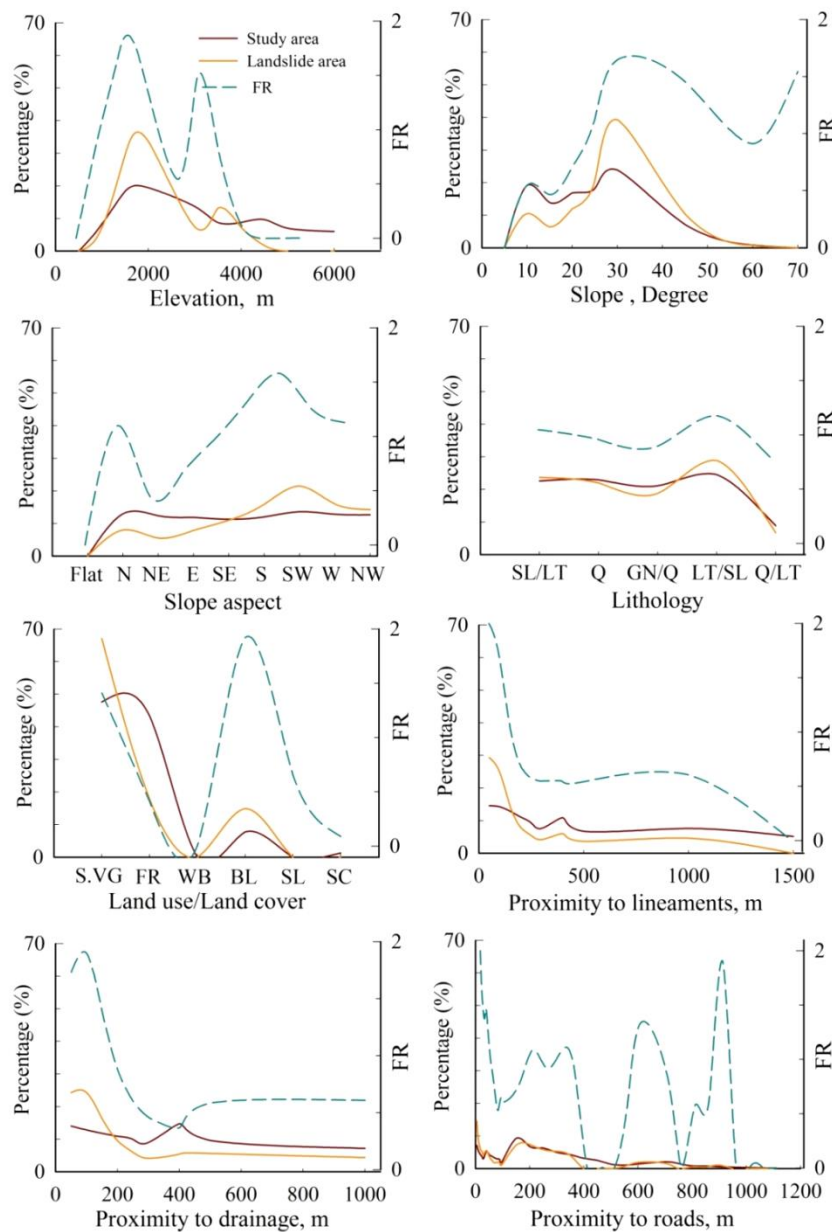 70
2
Study area
Landslide area
FR
Percentage (%)
FR
0
0
0
2000
4000
6000
Elevation, m
70
2
Percentage (%)
FR
0
0
0
10
20
30
40
50
60
70
Slope , Degree
70
2
Percentage (%)
FR
0
0
Flat
N
NE
E
SE
S
SW
W
NW
Slope aspect
70
2
Percentage (%)
FR
0
0
SL/LT
Q
GN/Q
LT/SL
Q/LT
Lithology
70
2
Percentage (%)
FR
0
0
S.VG
FR
WB
BL
SL
SC
Land use/Land cover
70
2
Percentage (%)
FR
0
0
0
500
1000
1500
Proximity to lineaments, m
70
2
Percentage (%)
FR
0
0
0
200
400
600
800
1000
Proximity to drainage, m
70
2
Percentage (%)
FR
0
0
0
200
400
600
800
1000
1200
Proximity to roads, m